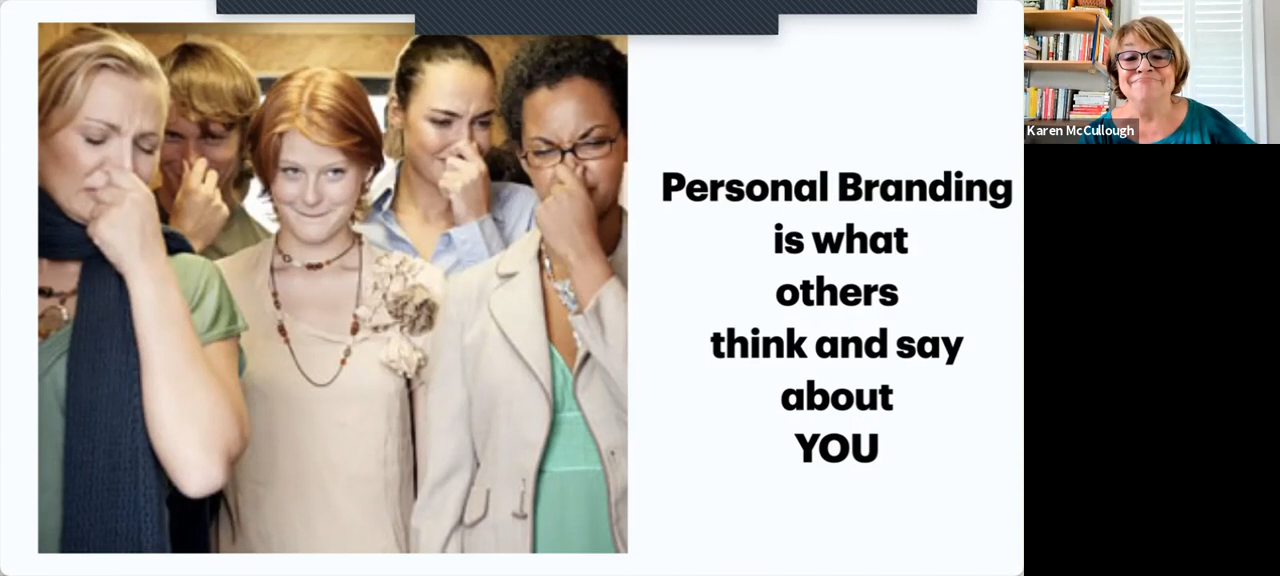 Personal Branding
is what
others
think and say
about
YOU
Karen McCullough